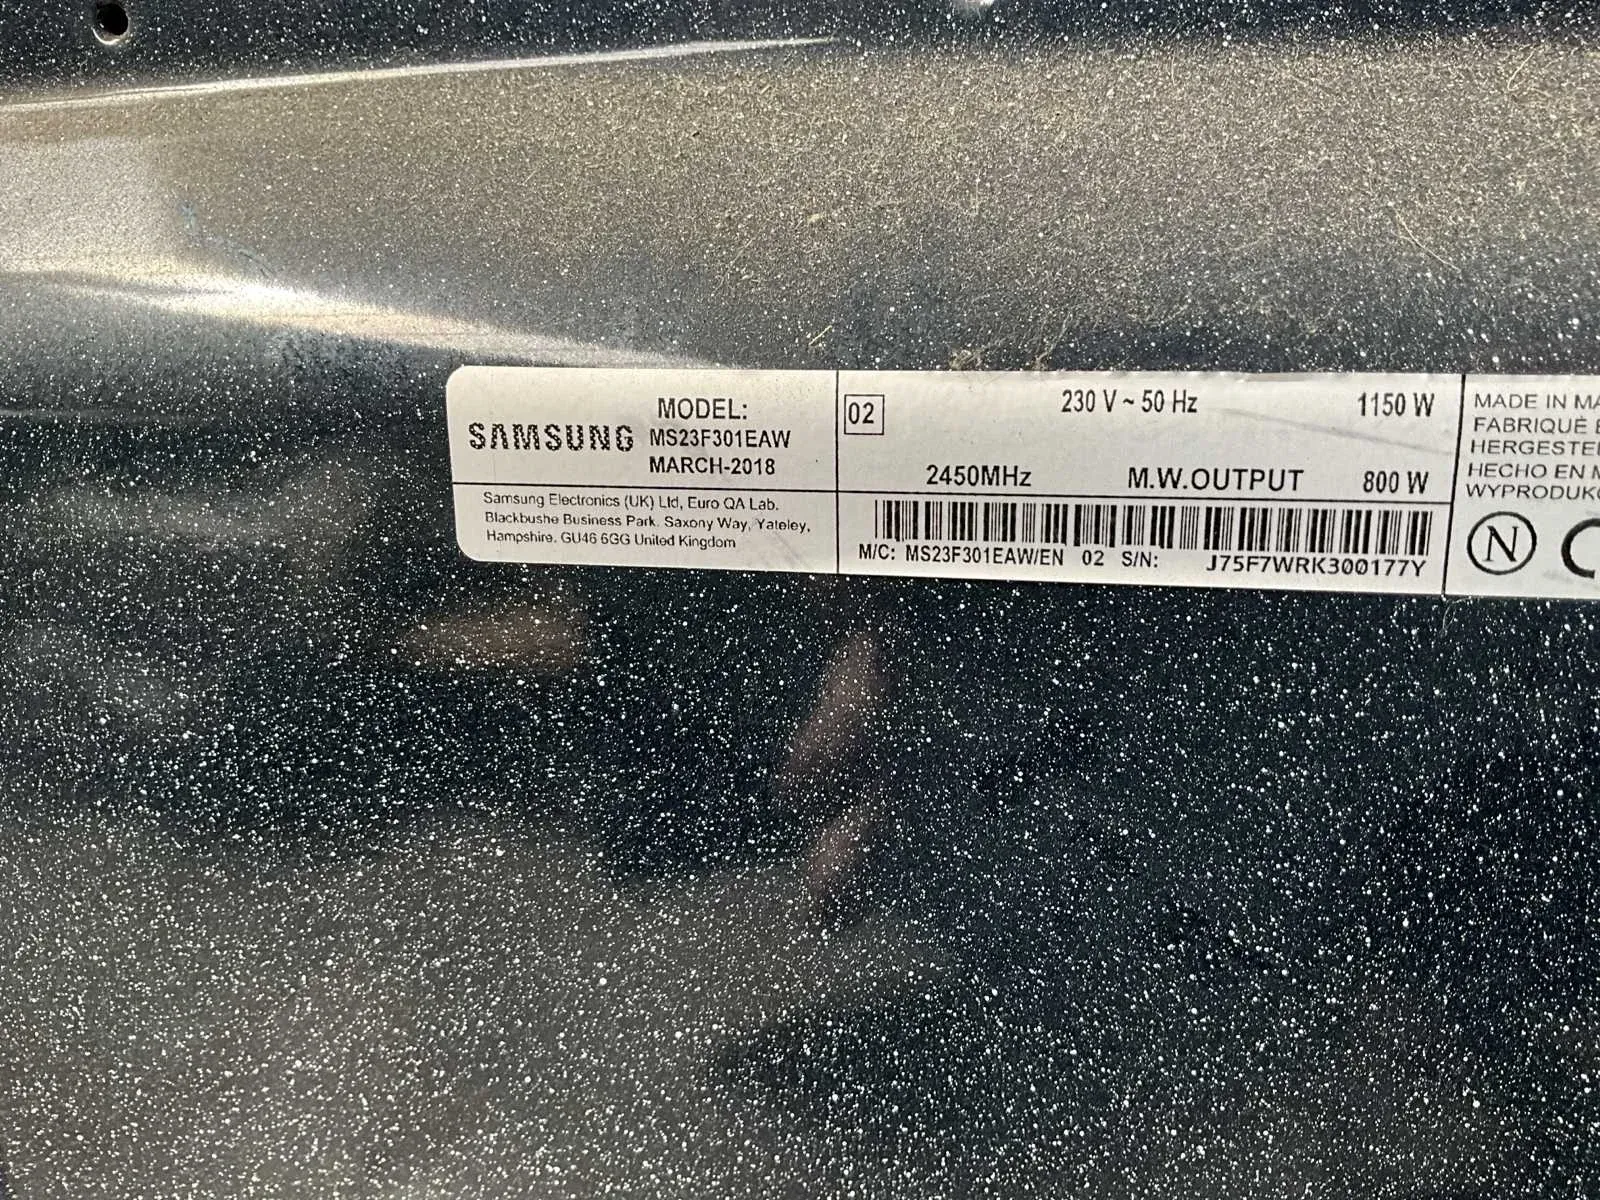 SAMSUNG
MODEL:
MS23F301EAW
MARCH-2018
Samsung Electronics (UK) Ltd, Euro QA Lab.
Blackbushe Business Park. Saxony Way, Yateley,
Hampshire. GU46 6GG United Kingdom
02
230 V ~ 50 Hz 1150 W
2450MHz M.W.OUTPUT 800 W
M/C: MS23F301EAW/EN 02 S/N: J75F7WRK300177Y
MADE IN MA
FABRIQUÉ E
HERGESTEL
HECHO EN M
WYPRODUKO
N